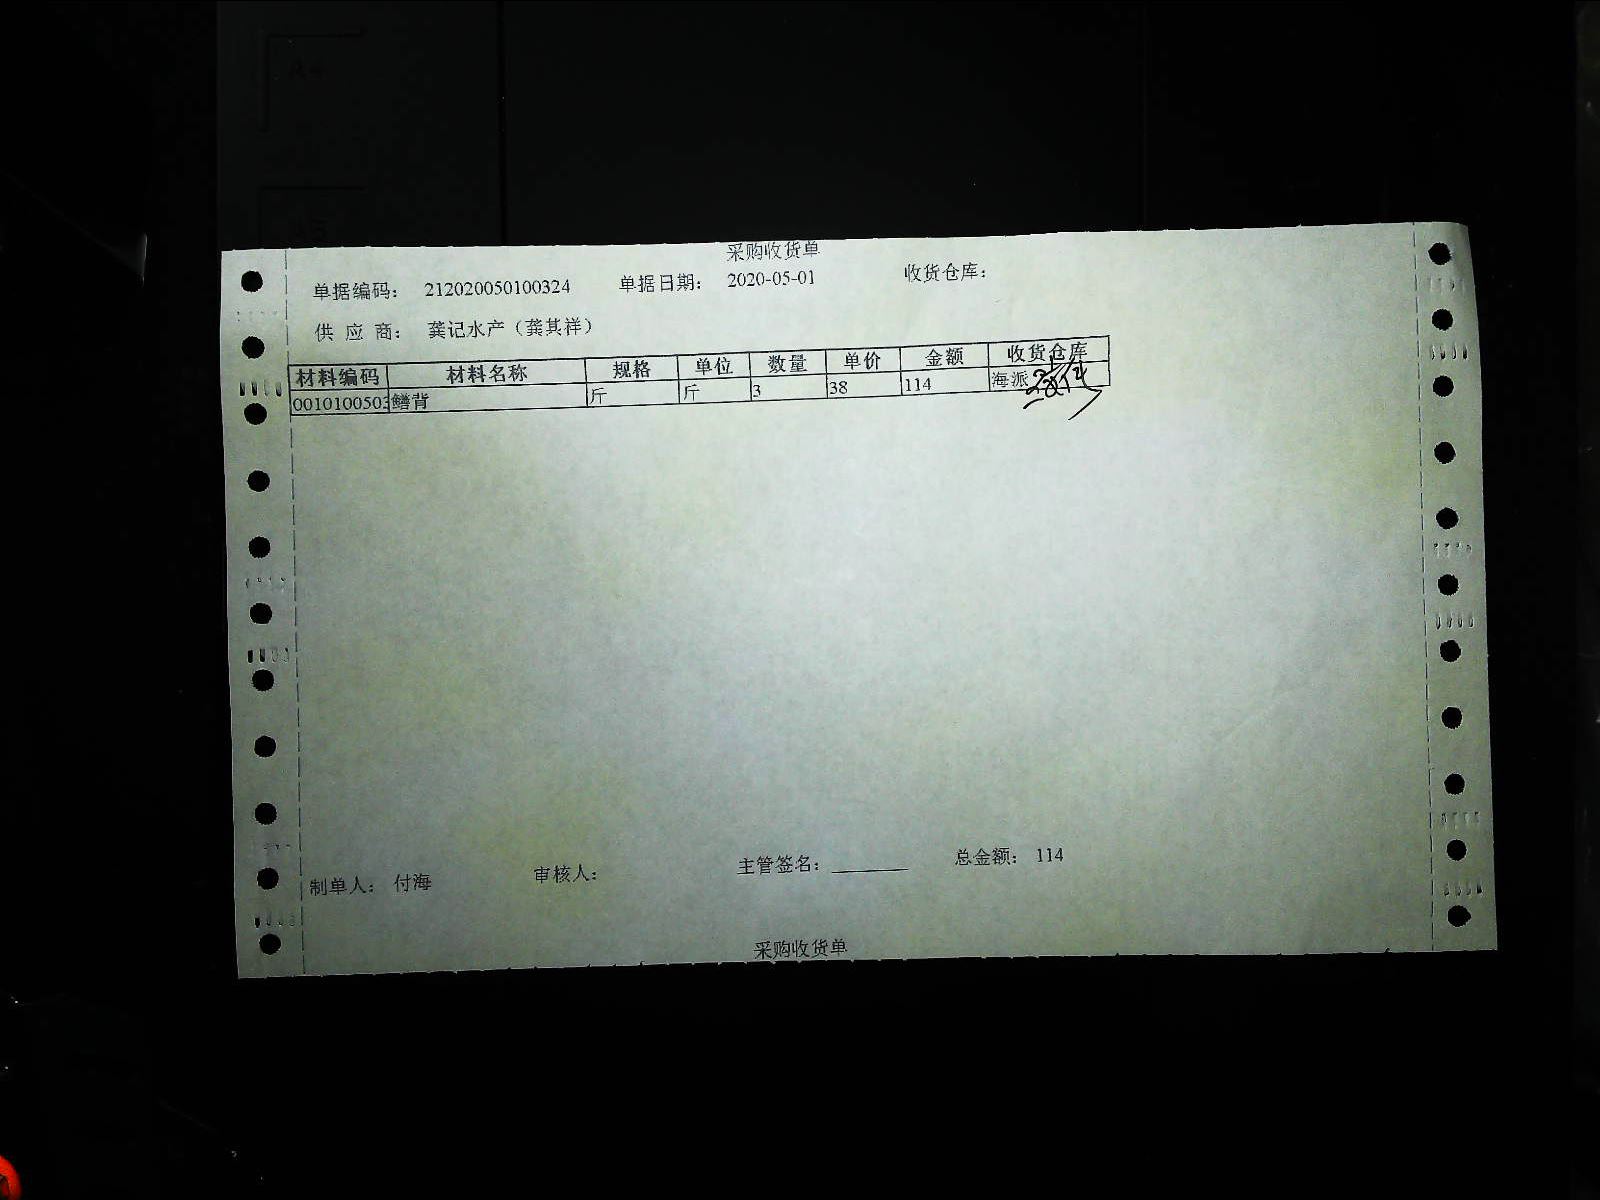 采购收货单
单据编码： 212020050100324 单据日期： 2020-05-01 收货仓库：
供 应 商： 龚记水产（龚其祥）
材料编码 材料名称 规格 单位 数量 单价 金额 收货仓库
0010100503 鳝背 斤 斤 3 38 114 海派
制单人： 付海 审核人： 主管签名： 总金额： 114
采购收货单